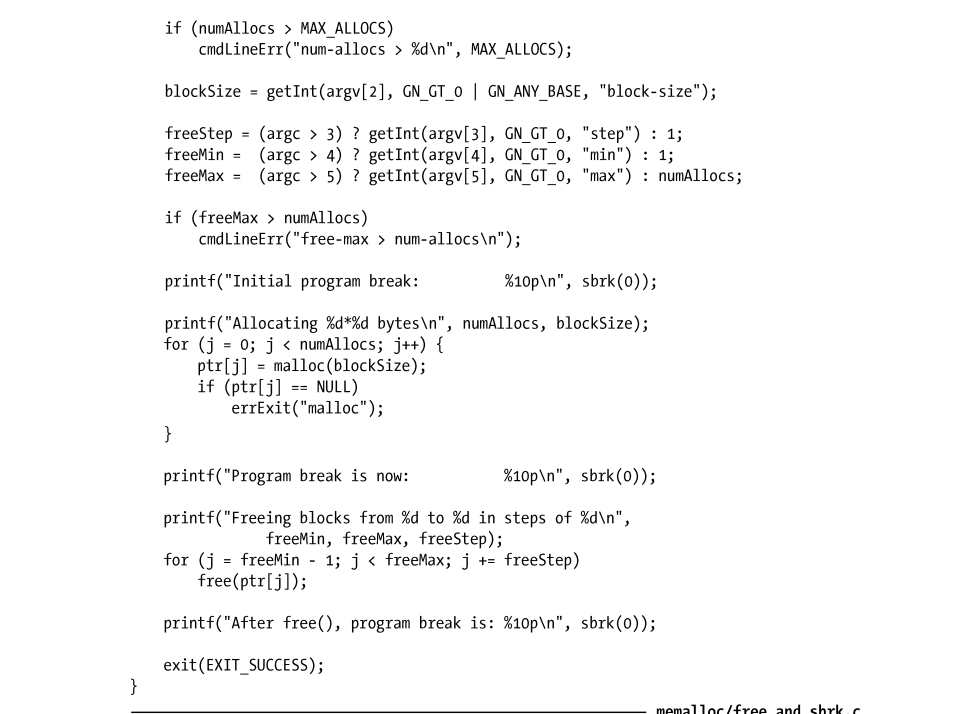 if (numAllocs > MAX_ALLOCS)
    cmdLineErr("num-allocs > %d\n", MAX_ALLOCS);

blockSize = getInt(argv[2], GN_GT_0 | GN_ANY_BASE, "block-size");

freeStep = (argc > 3) ? getInt(argv[3], GN_GT_0, "step") : 1;
freeMin =  (argc > 4) ? getInt(argv[4], GN_GT_0, "min") : 1;
freeMax =  (argc > 5) ? getInt(argv[5], GN_GT_0, "max") : numAllocs;

if (freeMax > numAllocs)
    cmdLineErr("free-max > num-allocs\n");

printf("Initial program break:          %10p\n", sbrk(0));

printf("Allocating %d*%d bytes\n", numAllocs, blockSize);
for (j = 0; j < numAllocs; j++) {
    ptr[j] = malloc(blockSize);
    if (ptr[j] == NULL)
        errExit("malloc");
}

printf("Program break is now:           %10p\n", sbrk(0));

printf("Freeing blocks from %d to %d in steps of %d\n",
            freeMin, freeMax, freeStep);
for (j = freeMin - 1; j < freeMax; j += freeStep)
    free(ptr[j]);

printf("After free(), program break is: %10p\n", sbrk(0));

exit(EXIT_SUCCESS);
}
memalloc/free_and_sbrk.c